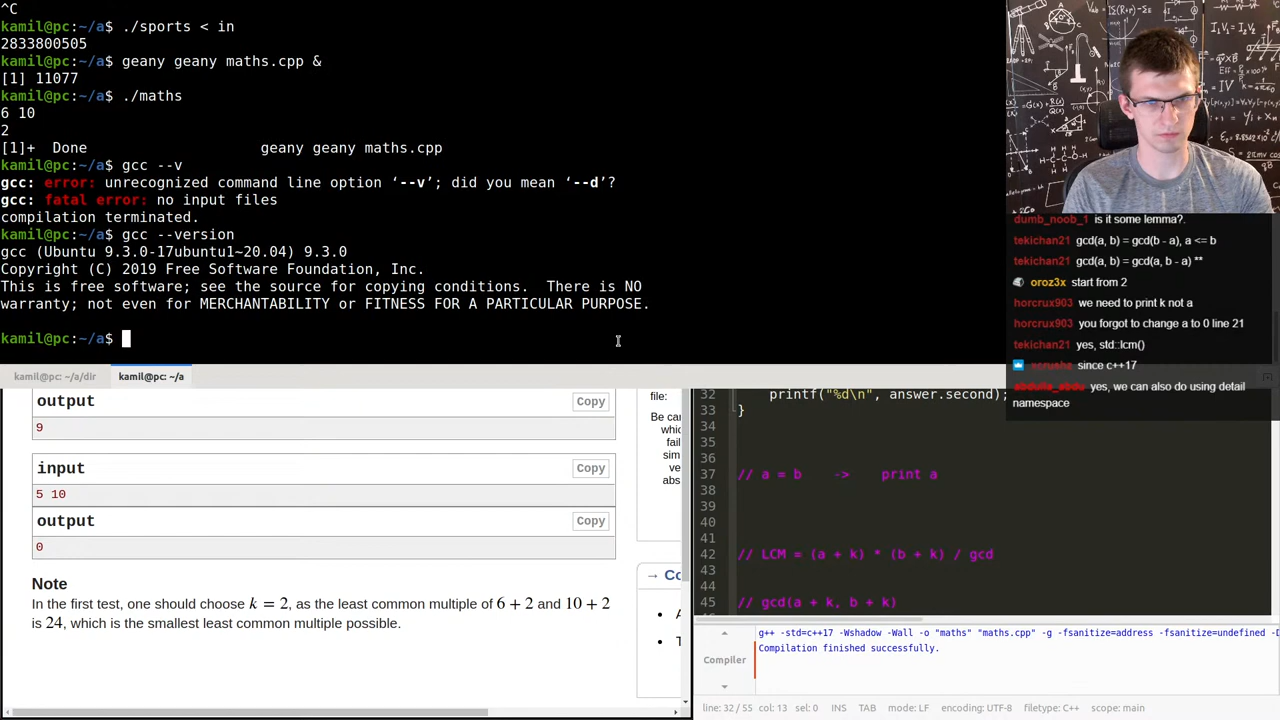 ^C
kamil@pc:~/a$ ./sports < in
2833800505
kamil@pc:~/a$ geany geany maths.cpp &
[1] 11077
kamil@pc:~/a$ ./maths
6 10
2
[1]+  Done                    geany geany maths.cpp
kamil@pc:~/a$ gcc --v
gcc: error: unrecognized command line option ‘--v’; did you mean ‘--d’?
gcc: fatal error: no input files
compilation terminated.
kamil@pc:~/a$ gcc --version
gcc (Ubuntu 9.3.0-17ubuntu1~20.04) 9.3.0
Copyright (C) 2019 Free Software Foundation, Inc.
This is free software; see the source for copying conditions.  There is NO
warranty; not even for MERCHANTABILITY or FITNESS FOR A PARTICULAR PURPOSE.
kamil@pc:~/a$
dumb_noob_1 is it some lemma?.
tekichan21 gcd(a, b) = gcd(b - a), a <= b
tekichan21 gcd(a, b) = gcd(a, b - a) **
oroz3x start from 2
horcrux903 we need to print k not a
horcrux903 you forgot to change a to 0 line 21
tekichan21 yes, std::lcm()
since c++17
yes, we can also do using detail
namespace
kamil@pc: ~/a/dir
kamil@pc: ~/a
output
Copy
9
input
Copy
5 10
output
Copy
0
Note
In the first test, one should choose k = 2, as the least common multiple of 6 + 2 and 10 + 2
is 24, which is the smallest least common multiple possible.
file:
Be can
whic
fail
sim
ve
abs
→ Co
A
T
32 printf("%d\n", answer.second);
33 }
34
35
36
37 // a = b    ->    print a
38
39
40
41
42 // LCM = (a + k) * (b + k) / gcd
43
44
45 // gcd(a + k, b + k)
Compiler
g++ -std=c++17 -Wshadow -Wall -o "maths" "maths.cpp" -g -fsanitize=address -fsanitize=undefined -D
Compilation finished successfully.
line: 32 / 55 col: 13 sel: 0 INS TAB mode: LF encoding: UTF-8 filetype: C++ scope: main